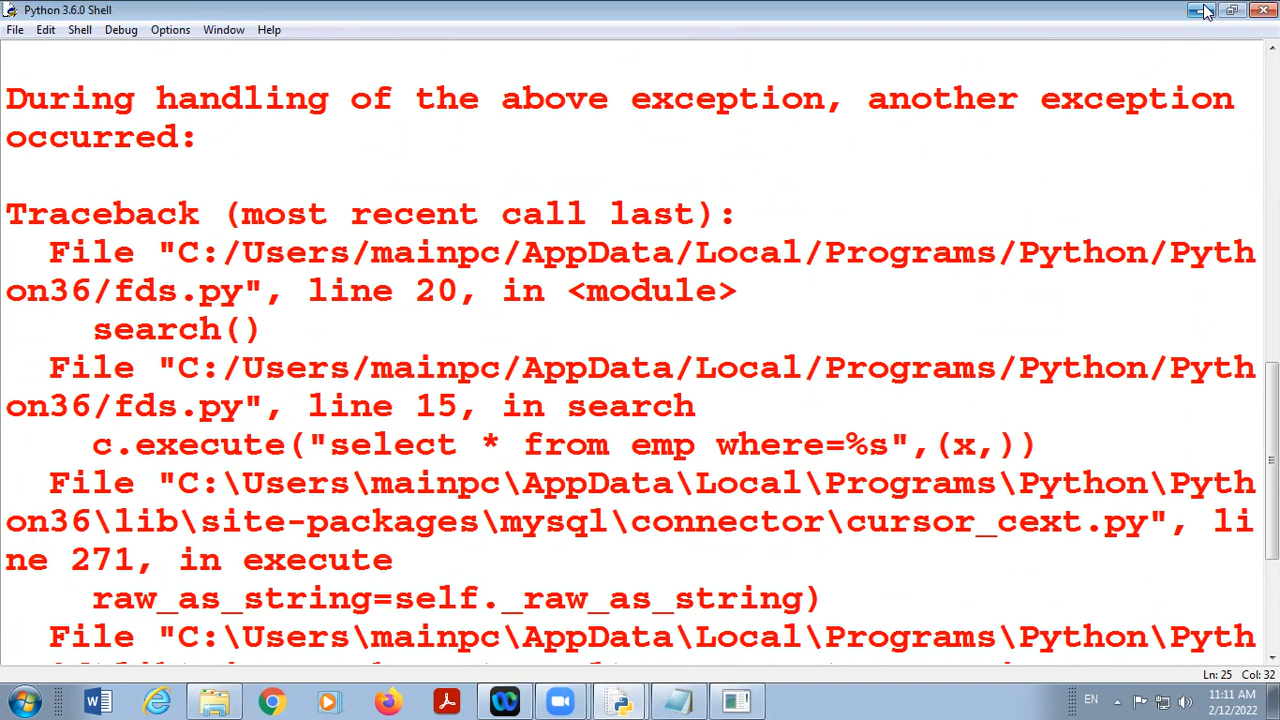 Python 3.6.0 Shell
File Edit Shell Debug Options Window Help
During handling of the above exception, another exception
occurred:
Traceback (most recent call last):
File "C:/Users/mainpc/AppData/Local/Programs/Python/Pyth
on36/fds.py", line 20, in <module>
search()
File "C:/Users/mainpc/AppData/Local/Programs/Python/Pyth
on36/fds.py", line 15, in search
c.execute("select * from emp where=%s",(x,))
File "C:\Users\mainpc\AppData\Local\Programs\Python\Pyth
on36\lib\site-packages\mysql\connector\cursor_cext.py", li
ne 271, in execute
raw_as_string=self._raw_as_string)
File "C:\Users\mainpc\AppData\Local\Programs\Python\Pyth
Ln: 25 Col: 32
EN
11:11 AM
2/12/2022